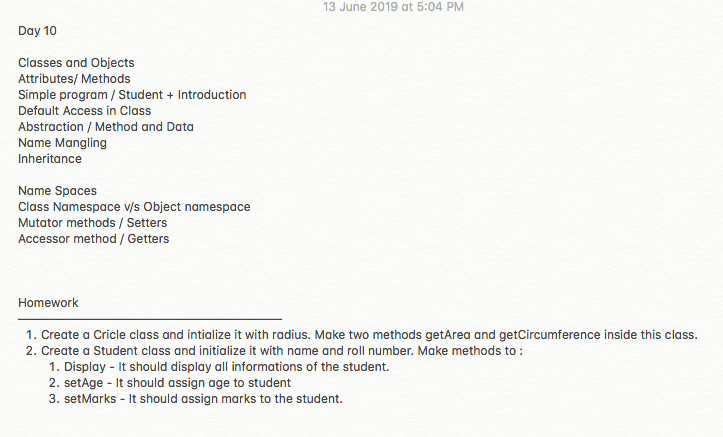 13 June 2019 at 5:04 PM
Day 10
Classes and Objects
Attributes/ Methods
Simple program / Student + Introduction
Default Access in Class
Abstraction / Method and Data
Name Mangling
Inheritance
Name Spaces
Class Namespace v/s Object namespace
Mutator methods / Setters
Accessor method / Getters
Homework
1. Create a Cricle class and intialize it with radius. Make two methods getArea and getCircumference inside this class.
2. Create a Student class and initialize it with name and roll number. Make methods to :
1. Display - It should display all informations of the student.
2. setAge - It should assign age to student
3. setMarks - It should assign marks to the student.